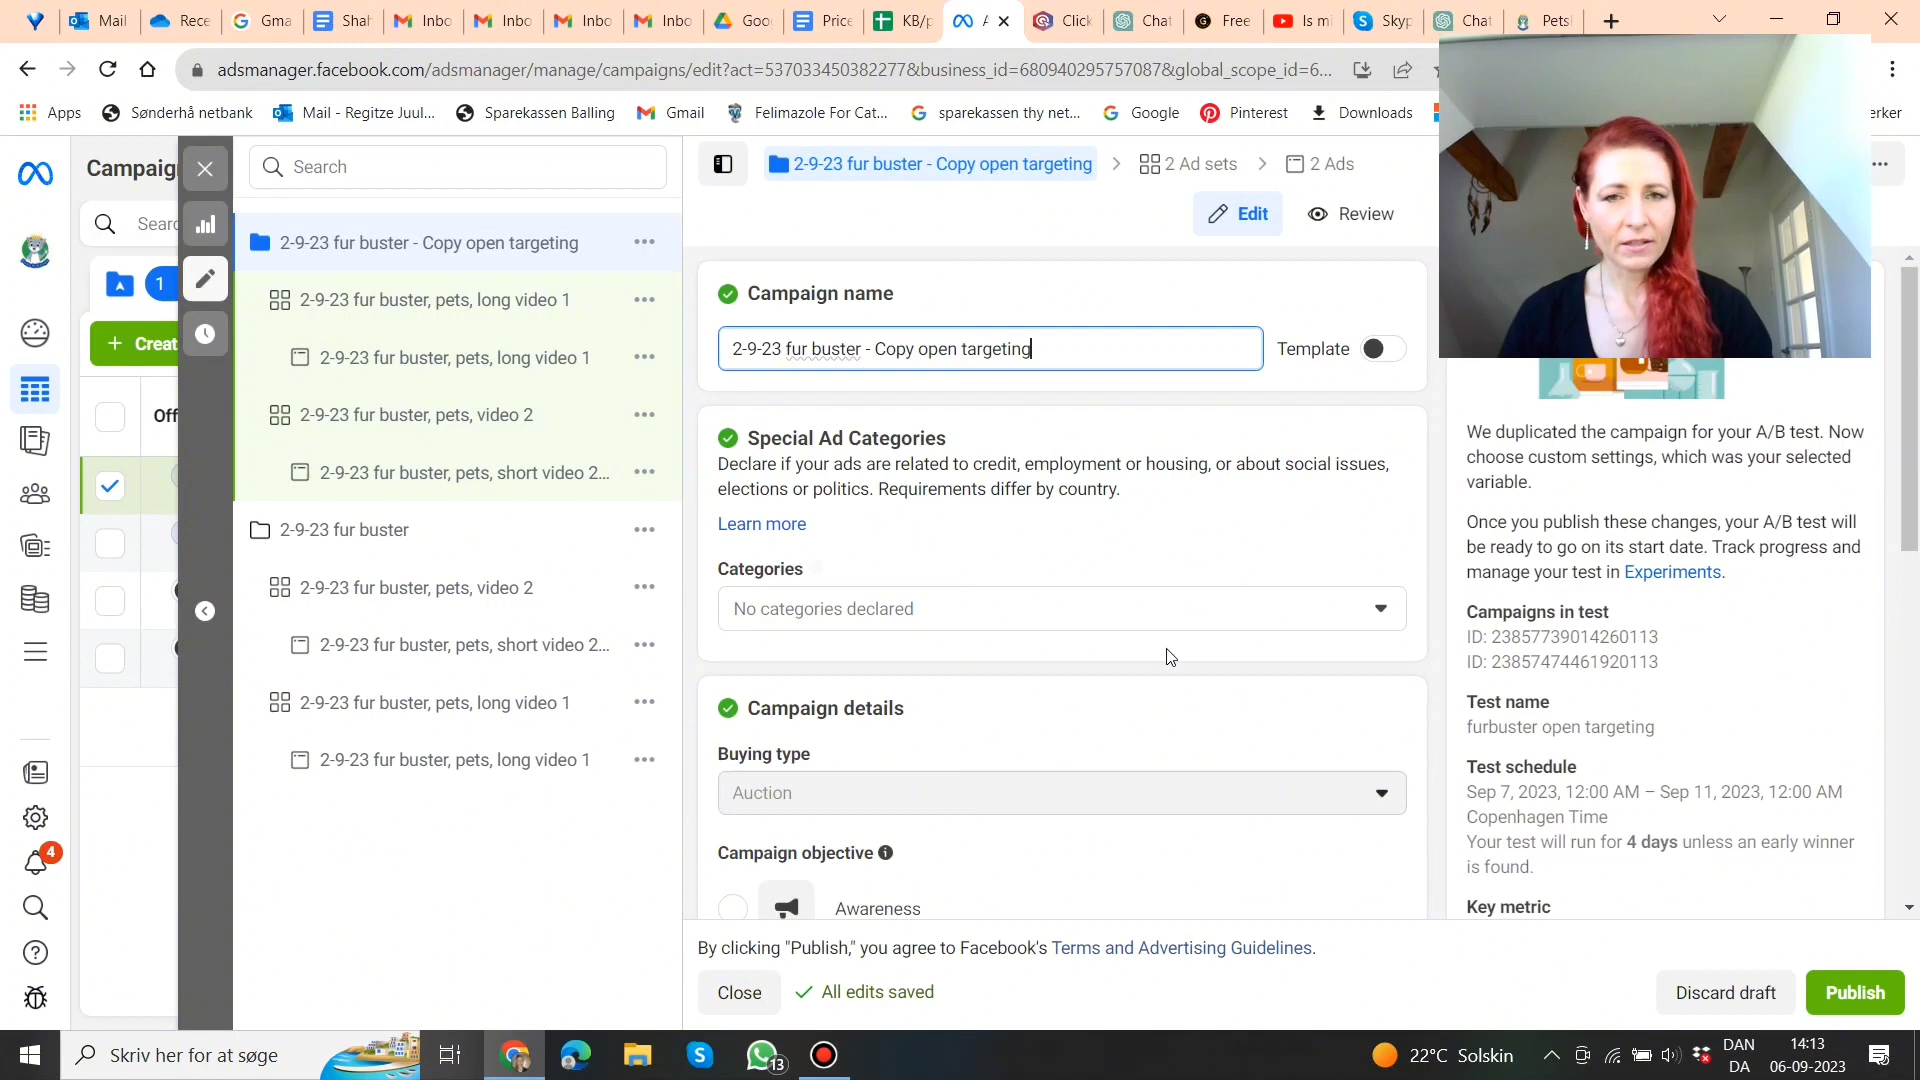 Mail
Rece
Gma
Shal
Inbo
Inbo
Inbo
Inbo
Goo
Price
KB/p
Click
Chat
Free
Is mi
Skyp
Chat
Pets
adsmanager.facebook.com/adsmanager/manage/campaigns/edit?act=537033450382277&business_id=680940295757087&global_scope_id=6...
Apps
Sønderhå netbank
Mail - Regitze Juul...
Sparekassen Balling
Gmail
Felimazole For Cat...
sparekassen thy net...
Google
Pinterest
Downloads
erker
Campaig
Search
2-9-23 fur buster - Copy open targeting
2 Ad sets
2 Ads
Edit
Review
Sear
1
+ Creat
Off
4
2-9-23 fur buster - Copy open targeting
2-9-23 fur buster, pets, long video 1
2-9-23 fur buster, pets, long video 1
2-9-23 fur buster, pets, video 2
2-9-23 fur buster, pets, short video 2...
2-9-23 fur buster
2-9-23 fur buster, pets, video 2
2-9-23 fur buster, pets, short video 2...
2-9-23 fur buster, pets, long video 1
2-9-23 fur buster, pets, long video 1
Campaign name
2-9-23 fur buster - Copy open targeting
Template
Special Ad Categories
Declare if your ads are related to credit, employment or housing, or about social issues,
elections or politics. Requirements differ by country.
Learn more
Categories
No categories declared
Campaign details
Buying type
Auction
Campaign objective
Awareness
We duplicated the campaign for your A/B test. Now
choose custom settings, which was your selected
variable.
Once you publish these changes, your A/B test will
be ready to go on its start date. Track progress and
manage your test in Experiments.
Campaigns in test
ID: 23857739014260113
ID: 23857474461920113
Test name
furbuster open targeting
Test schedule
Sep 7, 2023, 12:00 AM – Sep 11, 2023, 12:00 AM
Copenhagen Time
Your test will run for 4 days unless an early winner
is found.
Key metric
By clicking "Publish," you agree to Facebook's Terms and Advertising Guidelines.
Close
All edits saved
Discard draft
Publish
Skriv her for at søge
13
22°C Solskin
DAN
DA
14:13
06-09-2023